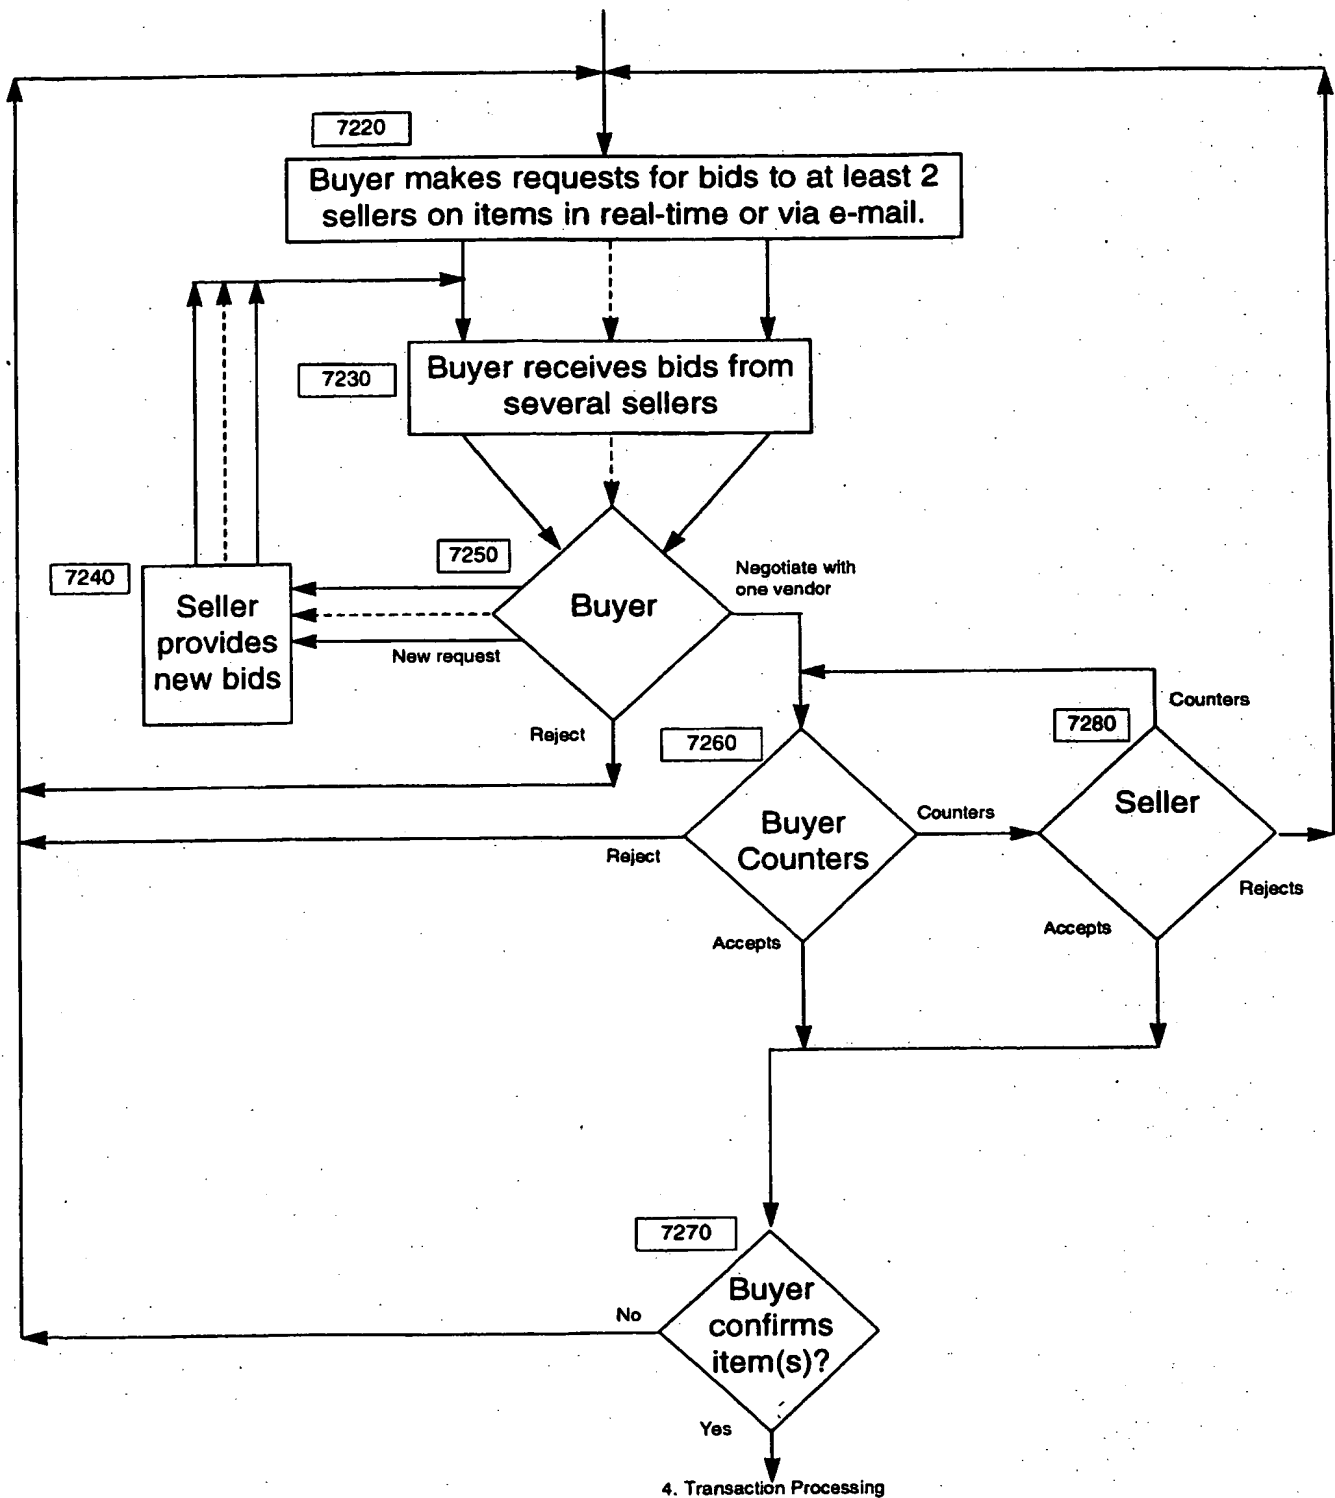 7220
Buyer makes requests for bids to at least 2
sellers on items in real-time or via e-mail.
7230
Buyer receives bids from
several sellers
7240
Seller
provides
new bids
7250
Buyer
New request
Negotiate with
one vendor
Reject
7260
Buyer
Counters
Reject
Counters
Accepts
7280
Seller
Counters
Rejects
Accepts
7270
Buyer
confirms
item(s)?
No
Yes
4. Transaction Processing